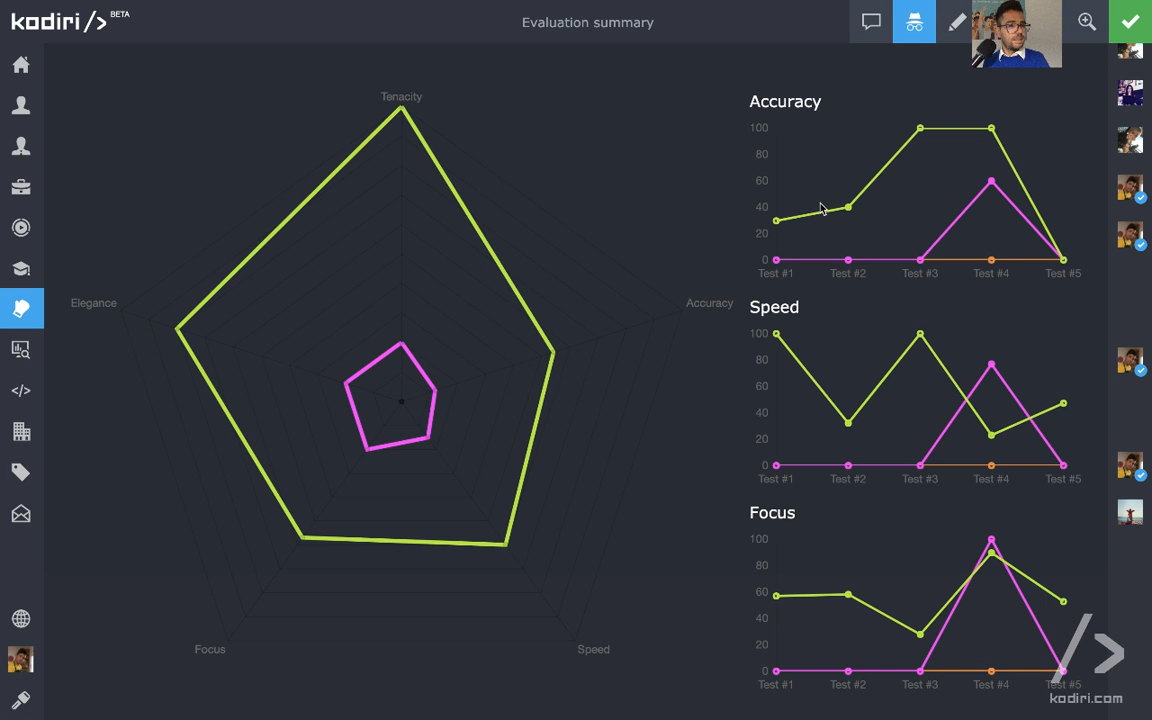 kodiri/> BETA
Evaluation summary
Tenacity
Elegance
Accuracy
Focus
Speed
Accuracy
100
80
60
40
20
0
Test #1 Test #2 Test #3 Test #4 Test #5
Speed
100
80
60
40
20
0
Test #1 Test #2 Test #3 Test #4 Test #5
Focus
100
80
60
40
20
0
Test #1 Test #2 Test #3 Test #4 Test #5
/>
kodiri.com